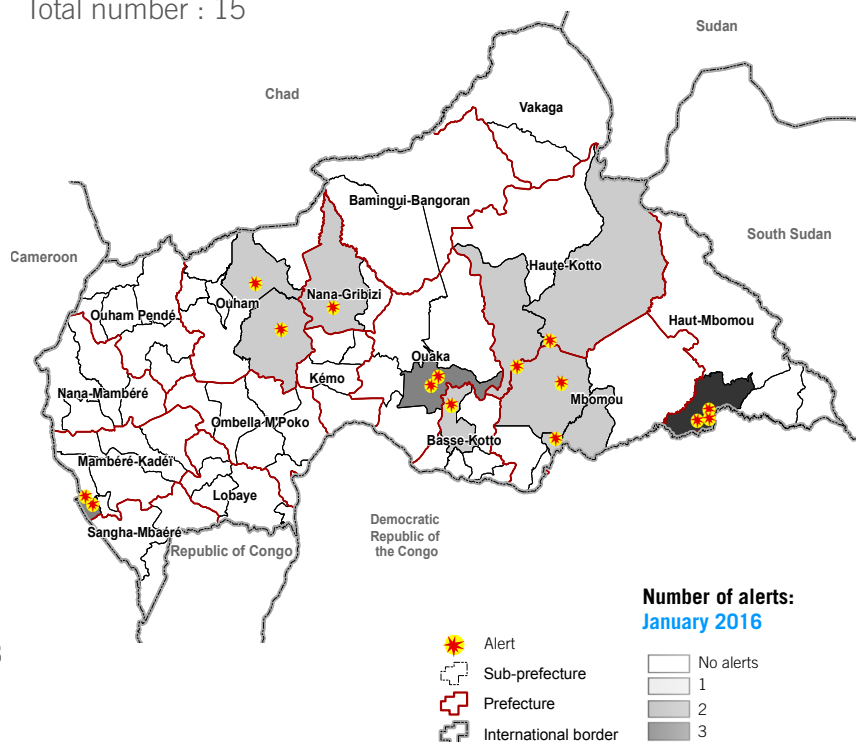 Total number : 15
Sudan
Chad
Vakaga
Bamingui-Bangoran
South Sudan
Cameroon
Haute-Kotto
Nana-Gribizi
Ouham
Ouham Pendé
Haut-Mbomou
Ouaka
Kémo
Nana-Mambéré
Mbomou
Ombella M'Poko
Basse-Kotto
Mambéré-Kadéï
Lobaye
Democratic
Republic of
the Congo
Sangha-Mbaéré
Republic of Congo
Number of alerts:
January 2016
Alert
Sub-prefecture
Prefecture
International border
No alerts
1
2
3